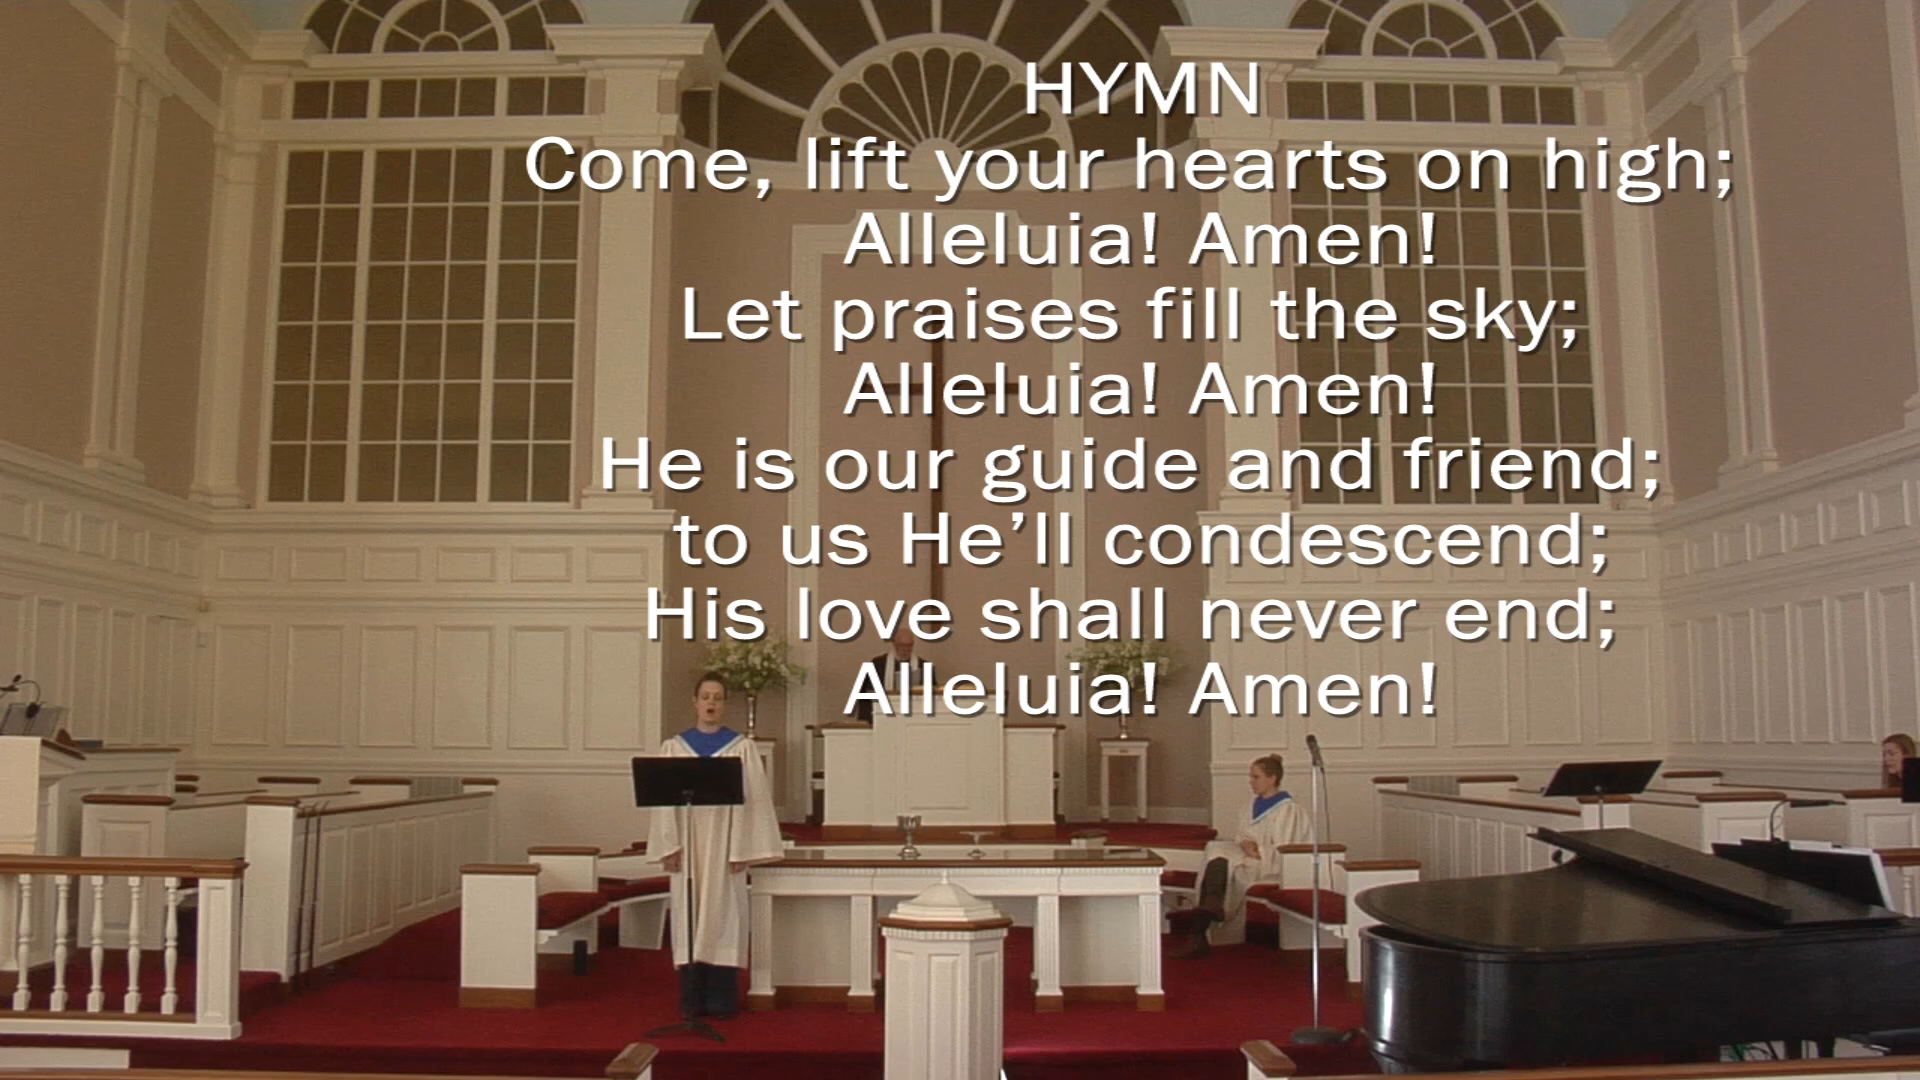 HYMN
Come, lift your hearts on high;
Alleluia! Amen!
Let praises fill the sky;
Alleluia! Amen!
He is our guide and friend;
to us He’ll condescend;
His love shall never end;
Alleluia! Amen!